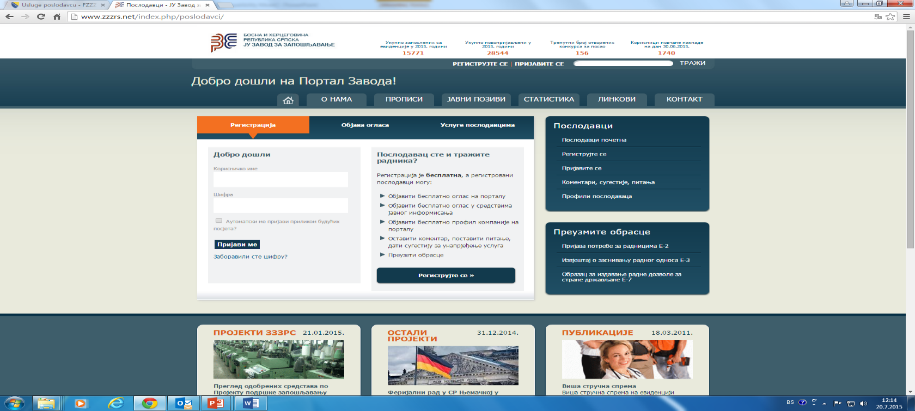 Usluge poslodavcu - FZZZ
Послодавци - ЈУ Завод з
www.zzzrs.net/index.php/poslodavci/
БОСНА И ХЕРЦЕГОВИНА
РЕПУБЛИКА СРПСКА
ЈУ ЗАВОД ЗА ЗАПОШЉАВАЊЕ
15771
28544
156
1740
РЕГИСТРУЈТЕ СЕ | ПРИЈАВИТЕ СЕ
ТРАЖИ
Добро дошли на Портал Завода!
О НАМА
ПРОПИСИ
ЈАВНИ ПОЗИВИ
СТАТИСТИКА
ЛИНКОВИ
КОНТАКТ
Регистрација
Објава огласа
Услуге послодавцима
Добро дошли
Корисничко име
Шифра
Аутоматски ме пријави приликом будућих
посјета?
Пријави ме
Заборавили сте шифру?
Послодавац сте и тражите
радника?
Регистрација је бесплатна, а регистровани
послодавци могу:
Објавити бесплатно оглас на порталу
Објавити бесплатно оглас у средствима
јавног информисања
Објавити бесплатно профил компаније на
порталу
Оставити коментар, поставити питање,
дати сугестију за унапређење услуга
Преузети обрасце
Региструјте се »
Послодавци
Послодавци почетна
Региструјте се
Пријавите се
Коментари, сугестије, питања
Профили послодаваца
Преузмите обрасце
Пријава потребе за радницима Е-2
Извјештај о заснивању радног односа Е-3
Образац за издавање радне дозволе за
стране држављане Е-7
ПРОЈЕКТИ ЗЗЗРС
21.01.2015.
Преглед одобрених средстава по
пројекту подршке запошљавању
ОСТАЛИ
ПРОЈЕКТИ
31.12.2014.
Феријални рад у СР Њемачкој у
ПУБЛИКАЦИЈЕ
18.03.2011.
Виша стручна спрема
Виша стручна спрема на евиденцији
BS
12:14
20.7.2015